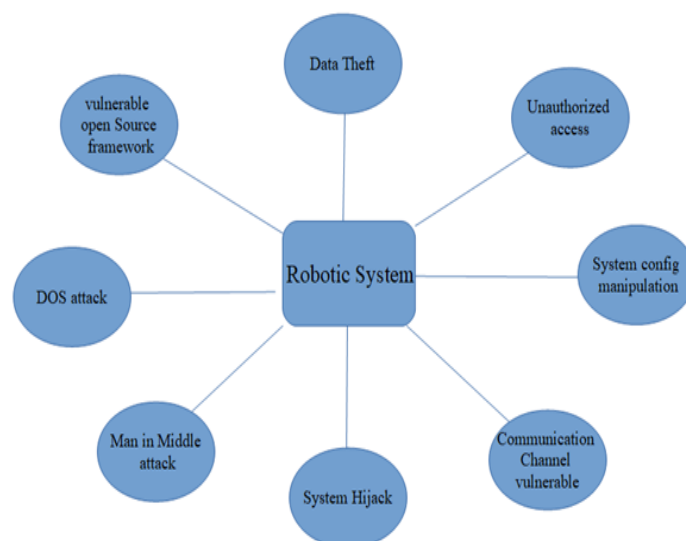 Data Theft
vulnerable
open Source
framework
Unauthorized
access
Robotic System
System config
manipulation
DOS attack
Man in Middle
attack
Communication
Channel
vulnerable
System Hijack